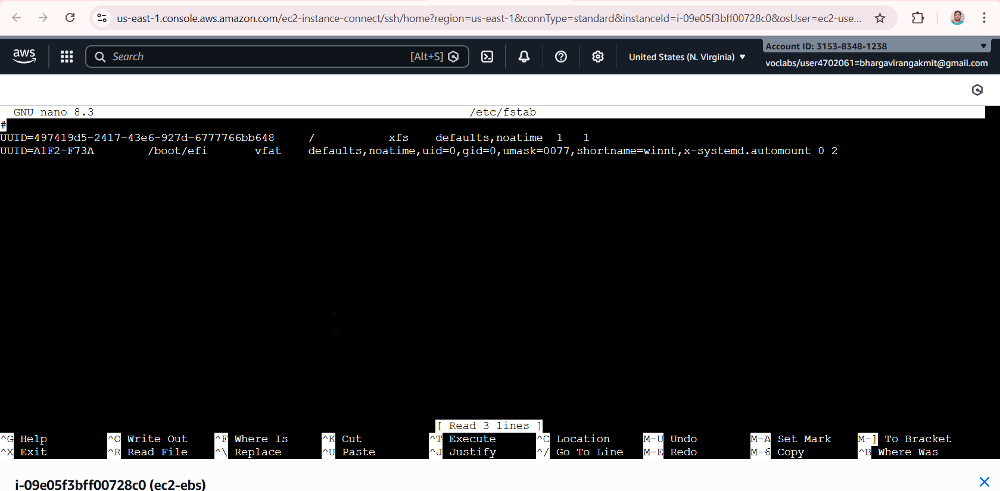 us-east-1.console.aws.amazon.com/ec2-instance-connect/ssh/home?region=us-east-1&connType=standard&instanceId=i-09e05f3bff00728c0&osUser=ec2-use...
aws
Search [Alt+S]
United States (N. Virginia) ▼
Account ID: 3153-8348-1238 ▼
voclabs/user4702061=bhargavirangakmit@gmail.com
GNU nano 8.3 /etc/fstab
#
UUID=497419d5-2417-43e6-927d-6777766bb648 / xfs defaults,noatime 1 1
UUID=A1F2-F73A /boot/efi vfat defaults,noatime,uid=0,gid=0,umask=0077,shortname=winnt,x-systemd.automount 0 2
[ Read 3 lines ]
^G Help ^O Write Out ^F Where Is ^K Cut ^T Execute ^C Location M-U Undo M-A Set Mark M-] To Bracket
^X Exit ^R Read File ^\ Replace ^U Paste ^J Justify ^/ Go To Line M-E Redo M-6 Copy ^B Where Was
i-09e05f3bff00728c0 (ec2-ebs)